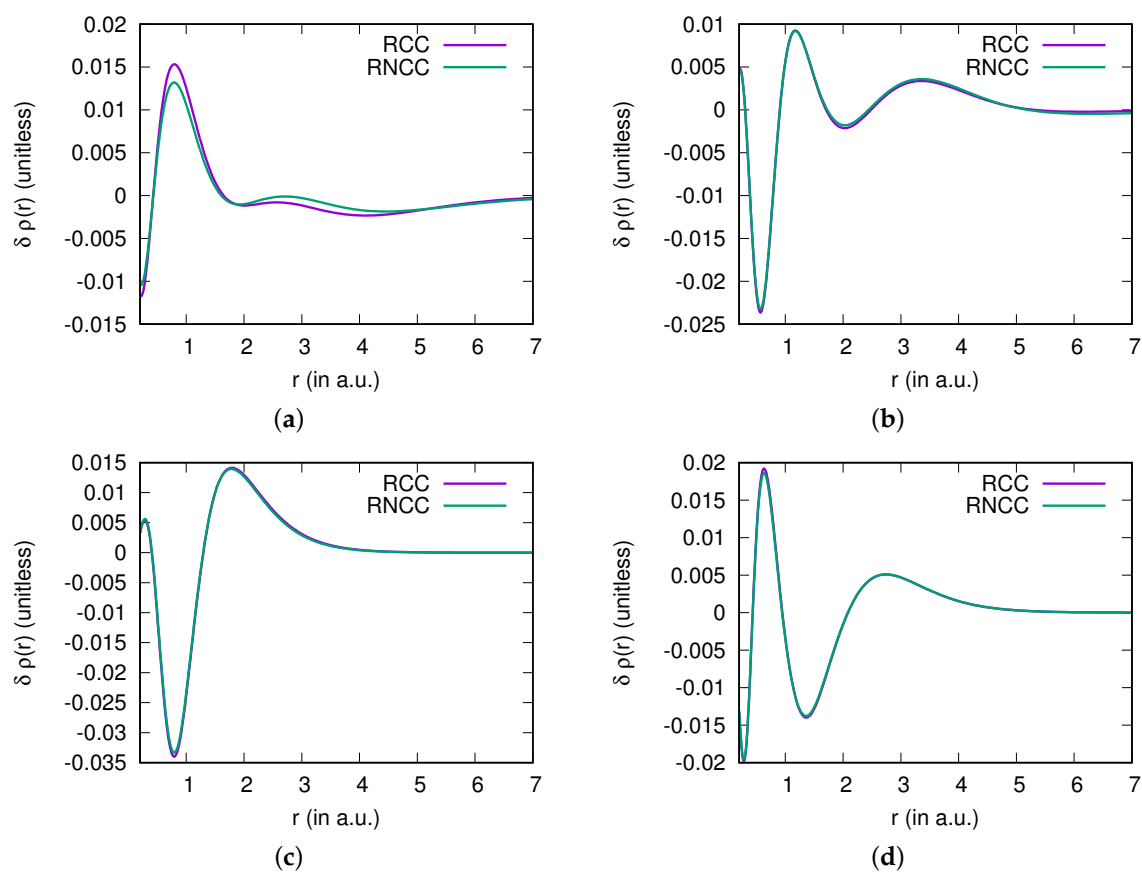 0.02
0.015
0.01
0.005
0
-0.005
-0.01
-0.015
δ ρ(r) (unitless)
RCC
RNCC
1 2 3 4 5 6 7
r (in a.u.)
(a)
0.01
0.005
0
-0.005
-0.01
-0.015
-0.02
-0.025
δ ρ(r) (unitless)
RCC
RNCC
1 2 3 4 5 6 7
r (in a.u.)
(b)
0.015
0.01
0.005
0
-0.005
-0.01
-0.015
-0.02
-0.025
-0.03
-0.035
δ ρ(r) (unitless)
RCC
RNCC
1 2 3 4 5 6 7
r (in a.u.)
(c)
0.02
0.015
0.01
0.005
0
-0.005
-0.01
-0.015
-0.02
δ ρ(r) (unitless)
RCC
RNCC
1 2 3 4 5 6 7
r (in a.u.)
(d)